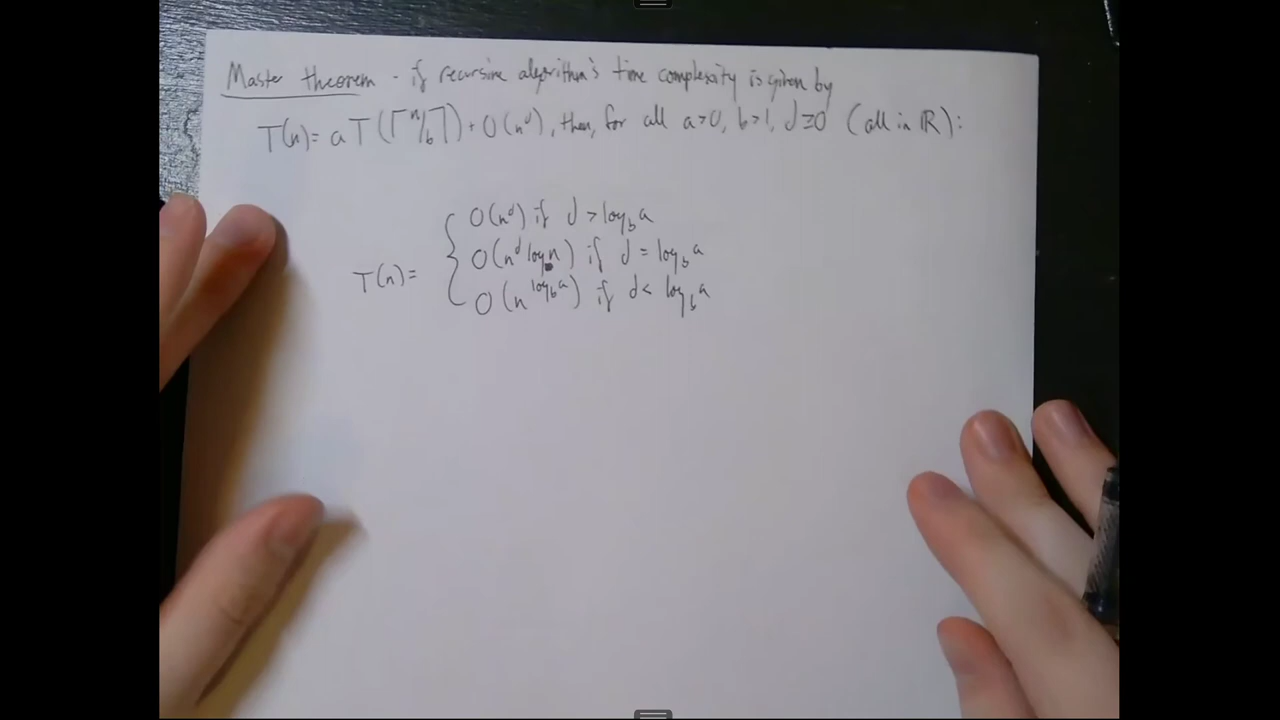 Master theorem - if recursive algorithm's time complexity is given by
T(n) = a T(⌈n/b⌉) + O(n^d), then, for all a>0, b>1, d≥0 (all in ℝ):
O(n^d) if d > log_b a
O(n^d log n) if d = log_b a
T(n) =
O(n^{log_b a}) if d < log_b a